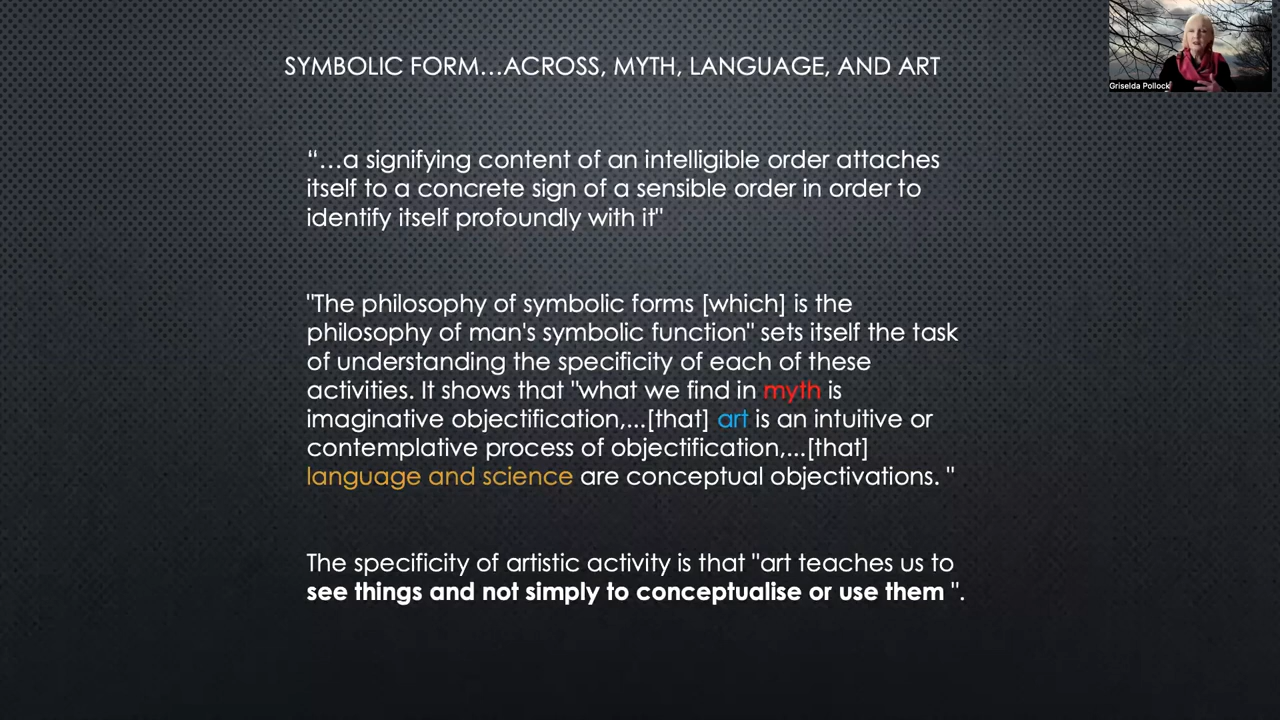 SYMBOLIC FORM...ACROSS, MYTH, LANGUAGE, AND ART
Griselda Pollock
“…a signifying content of an intelligible order attaches
itself to a concrete sign of a sensible order in order to
identify itself profoundly with it"
"The philosophy of symbolic forms [which] is the
philosophy of man's symbolic function" sets itself the task
of understanding the specificity of each of these
activities. It shows that "what we find in myth is
imaginative objectification,...[that] art is an intuitive or
contemplative process of objectification,...[that]
language and science are conceptual objectivations. "
The specificity of artistic activity is that "art teaches us to
see things and not simply to conceptualise or use them ".